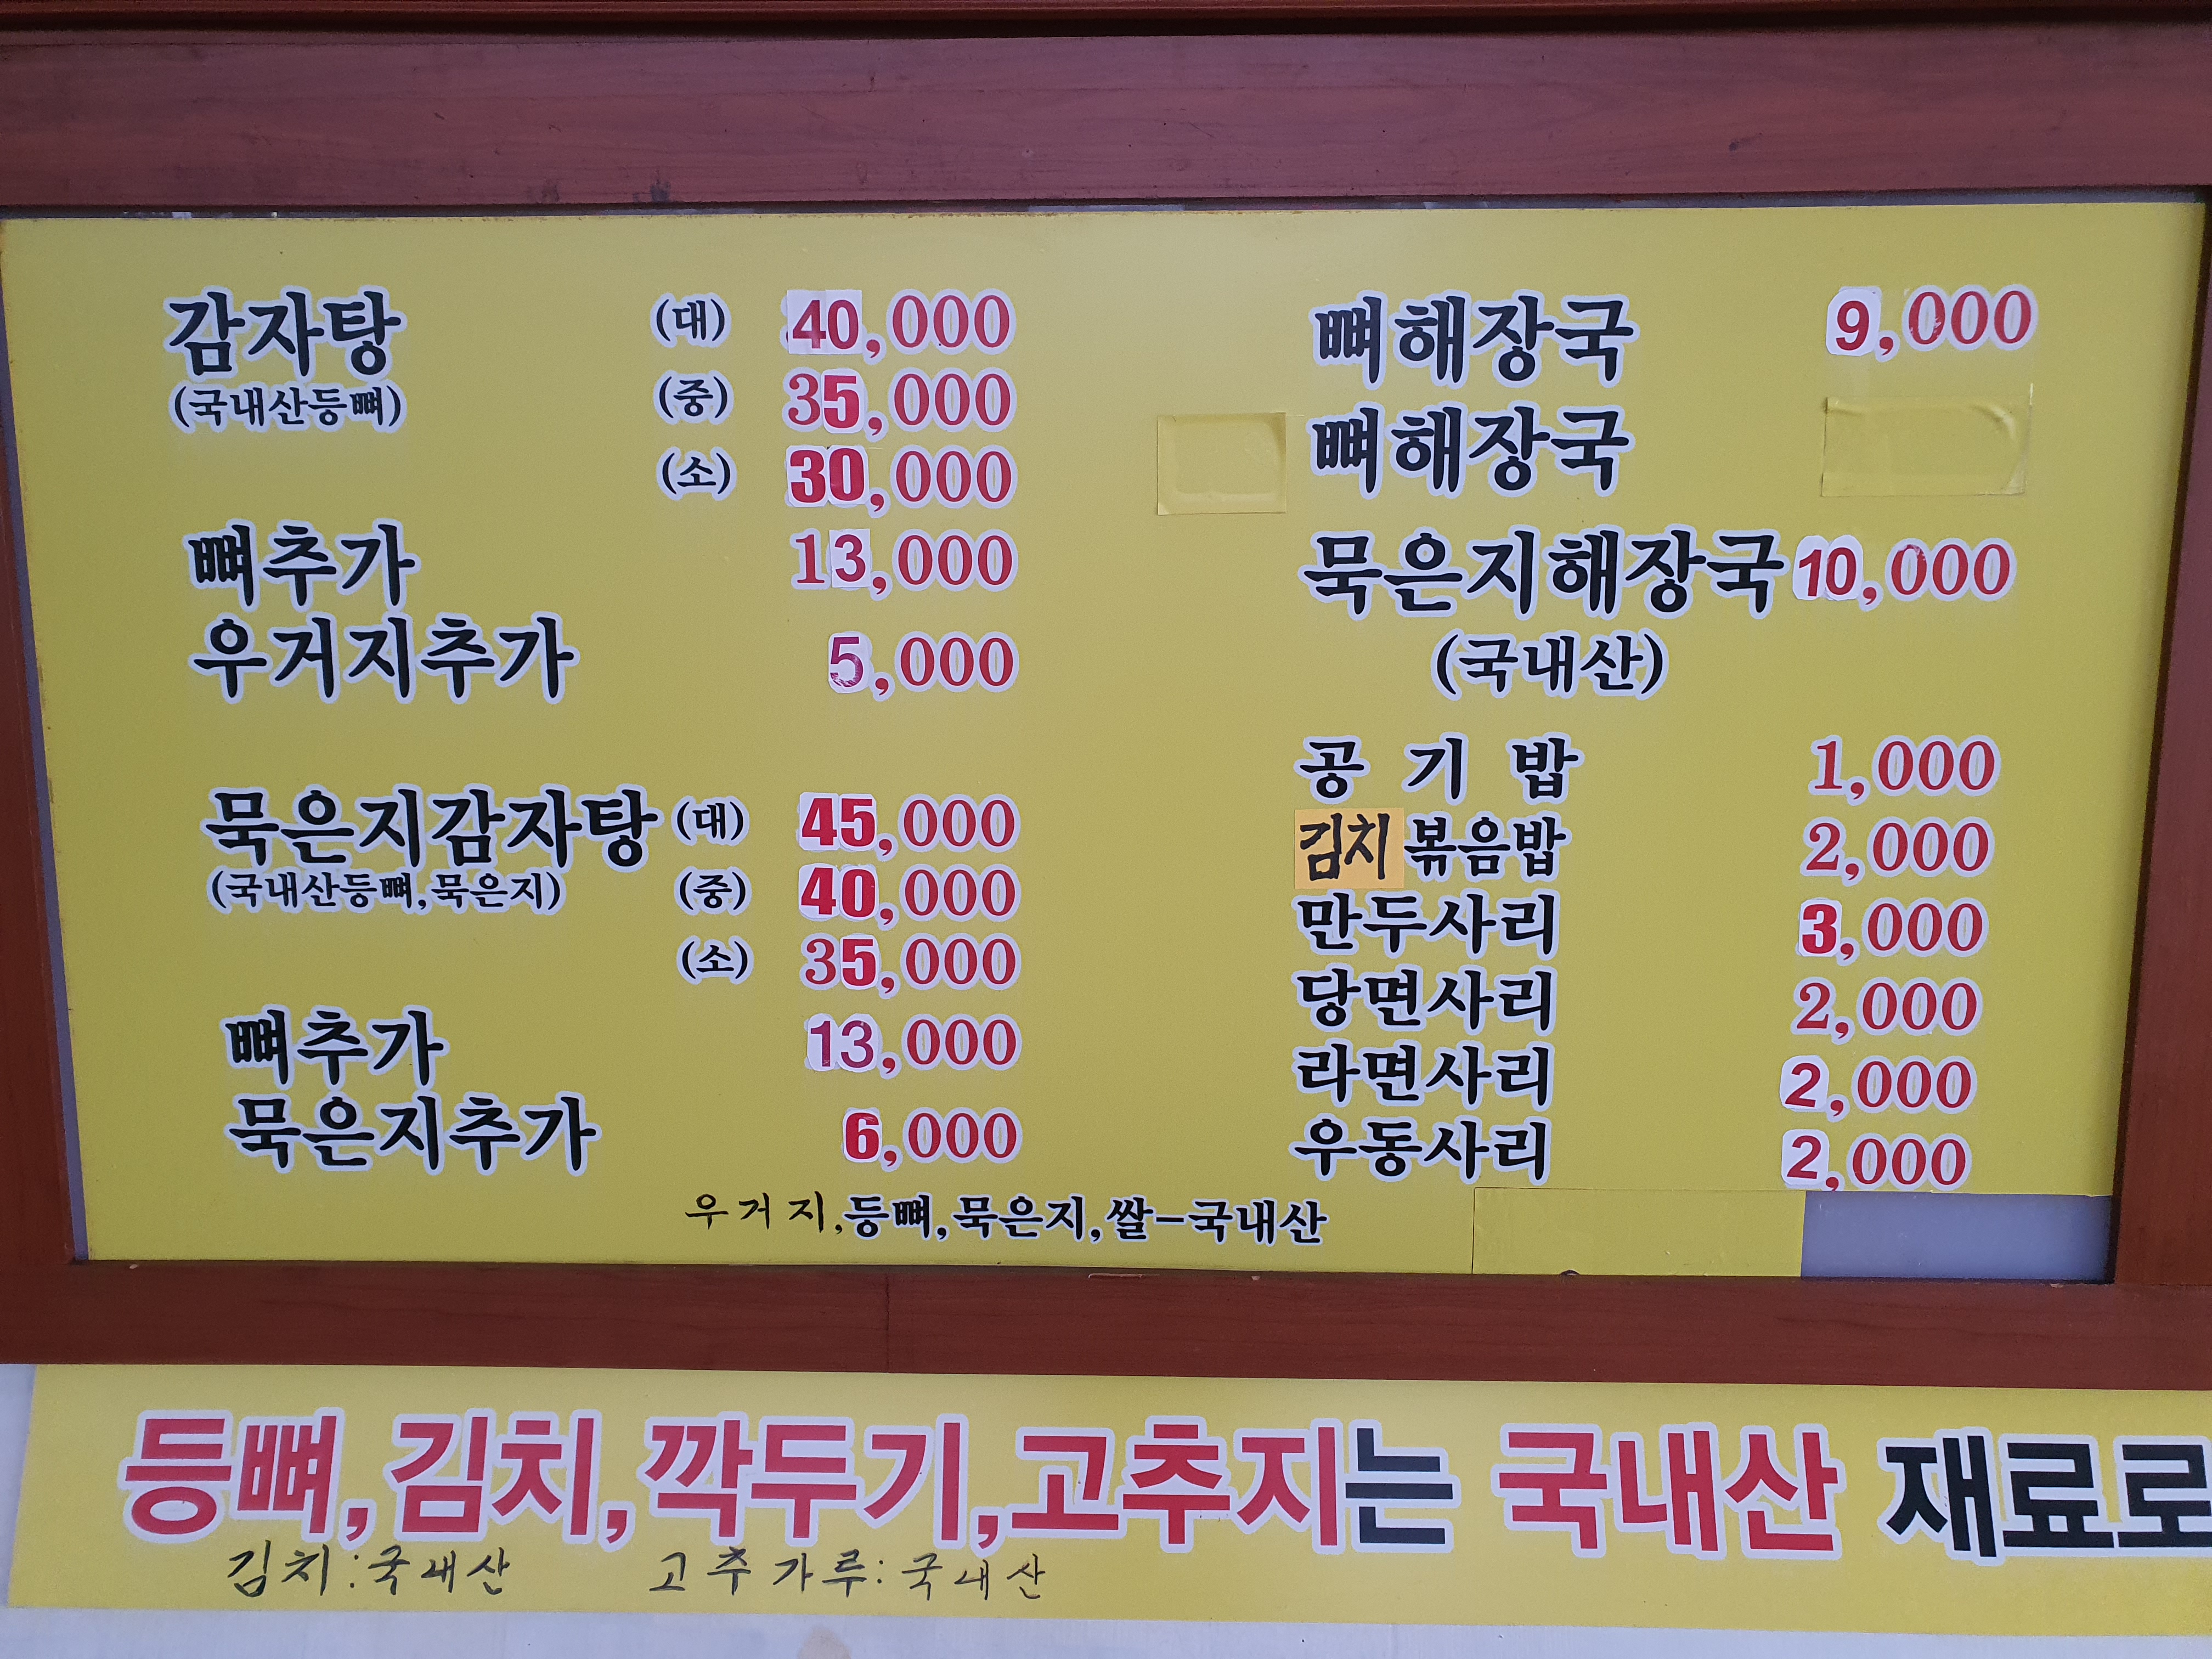 감자탕 (대) 40,000
(국내산등뼈) (중) 35,000
(소) 30,000
뼈추가 13,000
우거지추가 5,000
묵은지감자탕 (대) 45,000
(국내산등뼈,묵은지) (중) 40,000
(소) 35,000
뼈추가 13,000
묵은지추가 6,000
뼈해장국 9,000
뼈해장국
묵은지해장국 10,000
(국내산)
공 기 밥 1,000
김치볶음밥 2,000
만두사리 3,000
당면사리 2,000
라면사리 2,000
우동사리 2,000
우거지,등뼈,묵은지,쌀-국내산
등뼈,김치,깍두기,고추지는 국내산 재료로
김치:국내산 고추가루:국내산